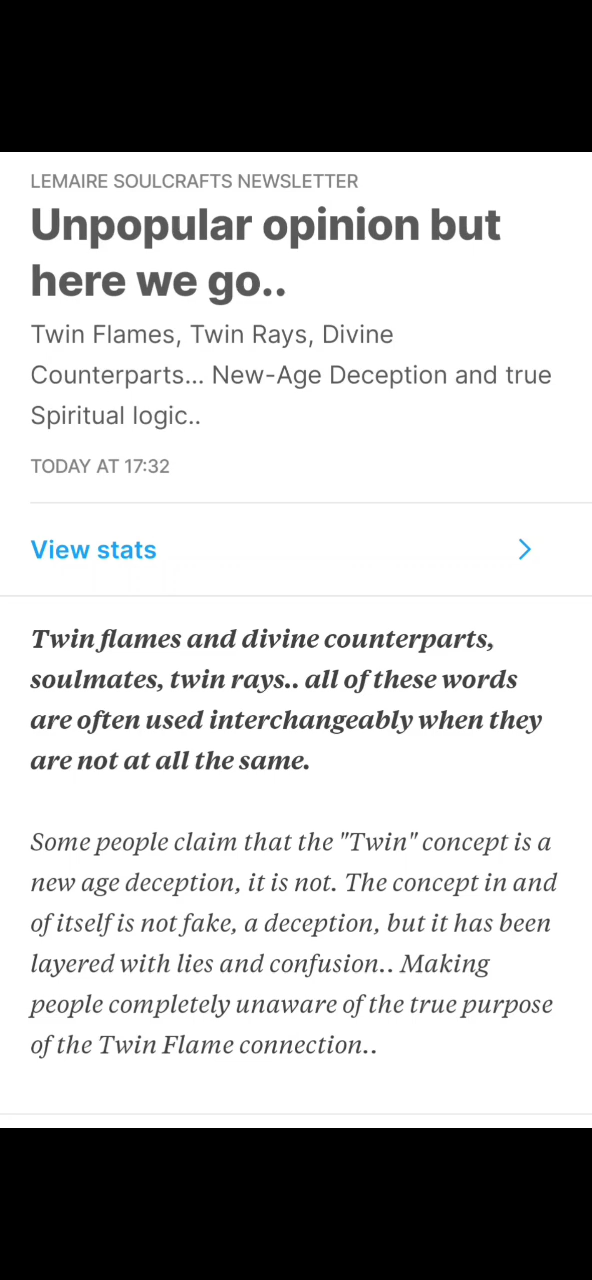 LEMAIRE SOULCRAFTS NEWSLETTER
Unpopular opinion but
here we go..
Twin Flames, Twin Rays, Divine
Counterparts... New-Age Deception and true
Spiritual logic..
TODAY AT 17:32
View stats
Twin flames and divine counterparts,
soulmates, twin rays.. all of these words
are often used interchangeably when they
are not at all the same.
Some people claim that the "Twin" concept is a
new age deception, it is not. The concept in and
of itself is not fake, a deception, but it has been
layered with lies and confusion.. Making
people completely unaware of the true purpose
of the Twin Flame connection..